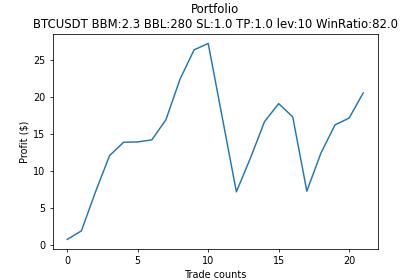 Portfolio
BTCUSDT BBM:2.3 BBL:280 SL:1.0 TP:1.0 lev:10 WinRatio:82.0
25
20
15
10
5
0
Profit ($)
0 5 10 15 20
Trade counts